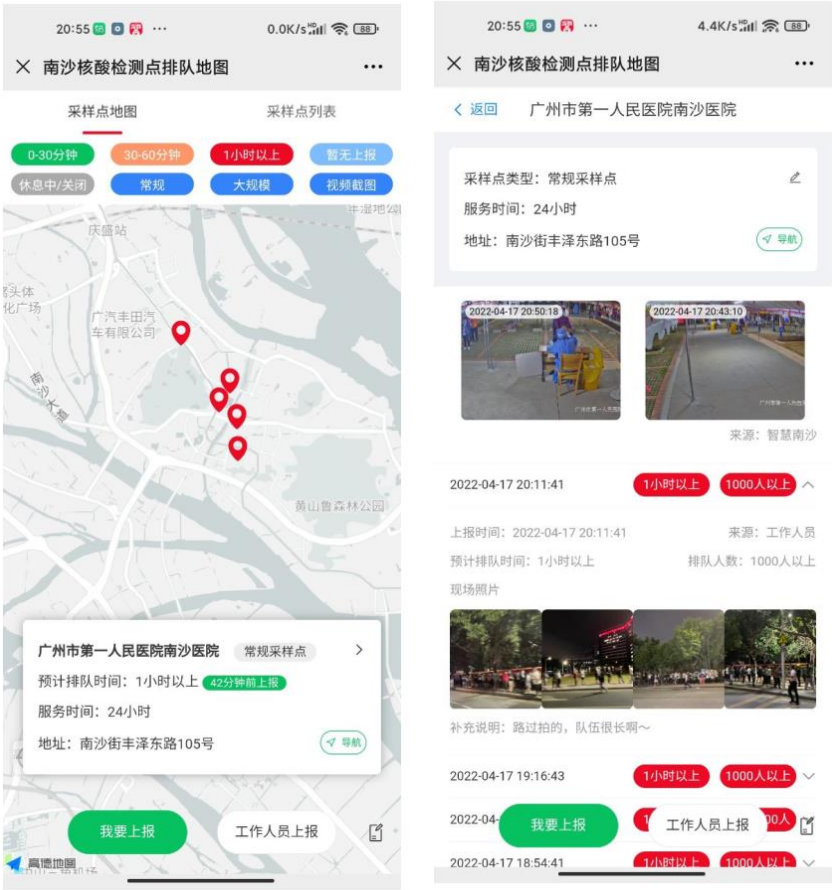 20:55
0.0K/s
HD
88
南沙核酸检测点排队地图
采样点地图
采样点列表
0-30分钟
30-60分钟
1小时以上
暂无上报
休息中/关闭
常规
大规模
视频截图
庆盛站
广汽丰田汽
车有限公司
南沙大道
黄山鲁森林公园
广州市第一人民医院南沙医院 常规采样点
预计排队时间：1小时以上 42分钟前上报
服务时间：24小时
地址：南沙街丰泽东路105号
导航
我要上报
工作人员上报
高德地图
20:55
4.4K/s
HD
88
南沙核酸检测点排队地图
返回
广州市第一人民医院南沙医院
采样点类型：常规采样点
服务时间：24小时
地址：南沙街丰泽东路105号
导航
2022-04-17 20:50:18
2022-04-17 20:43:10
来源：智慧南沙
2022-04-17 20:11:41 1小时以上 1000人以上
上报时间：2022-04-17 20:11:41 来源：工作人员
预计排队时间：1小时以上 排队人数：1000人以上
现场照片
补充说明：路过拍的，队伍很长啊～
2022-04-17 19:16:43 1小时以上 1000人以上
2022-04-
我要上报
工作人员上报
2022-04-17 18:54:41 1小时以上 1000人以上